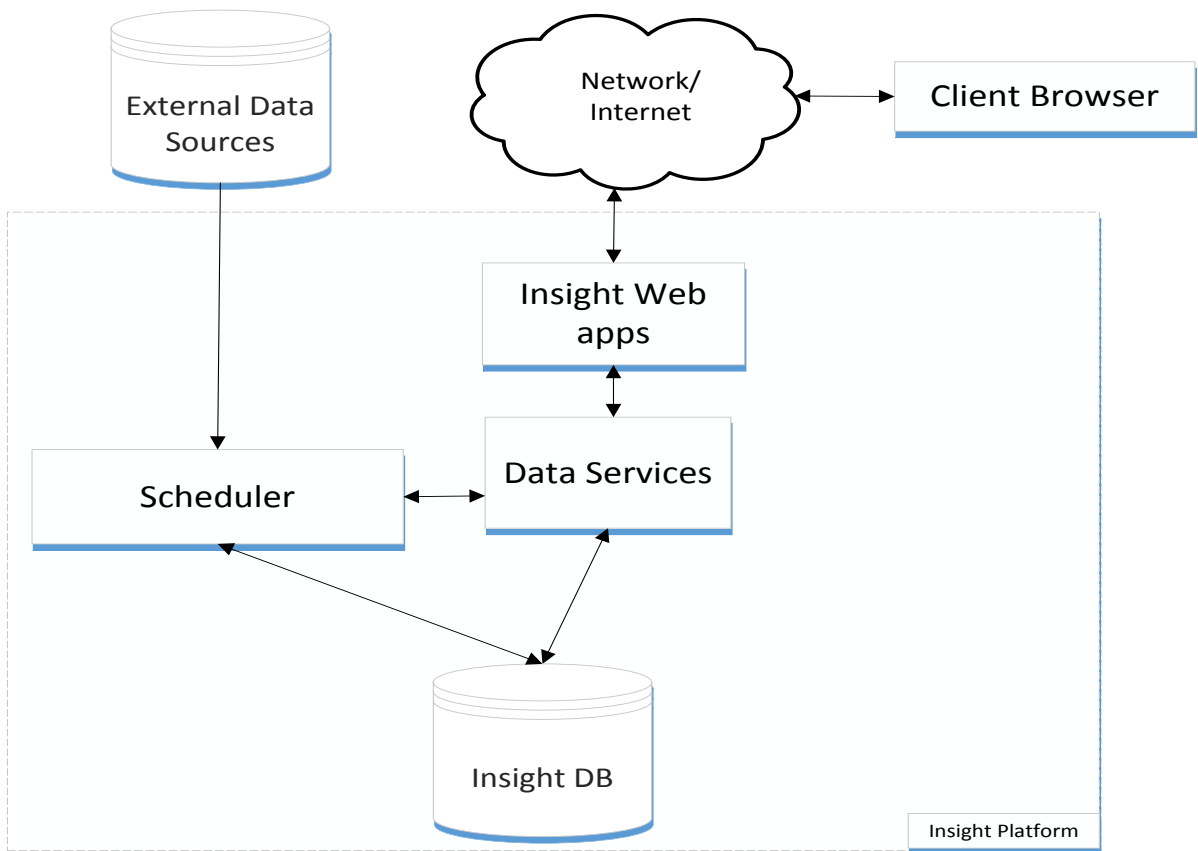 External Data
Sources
Network/
Internet
Client Browser
Insight Web
apps
Data Services
Scheduler
Insight DB
Insight Platform